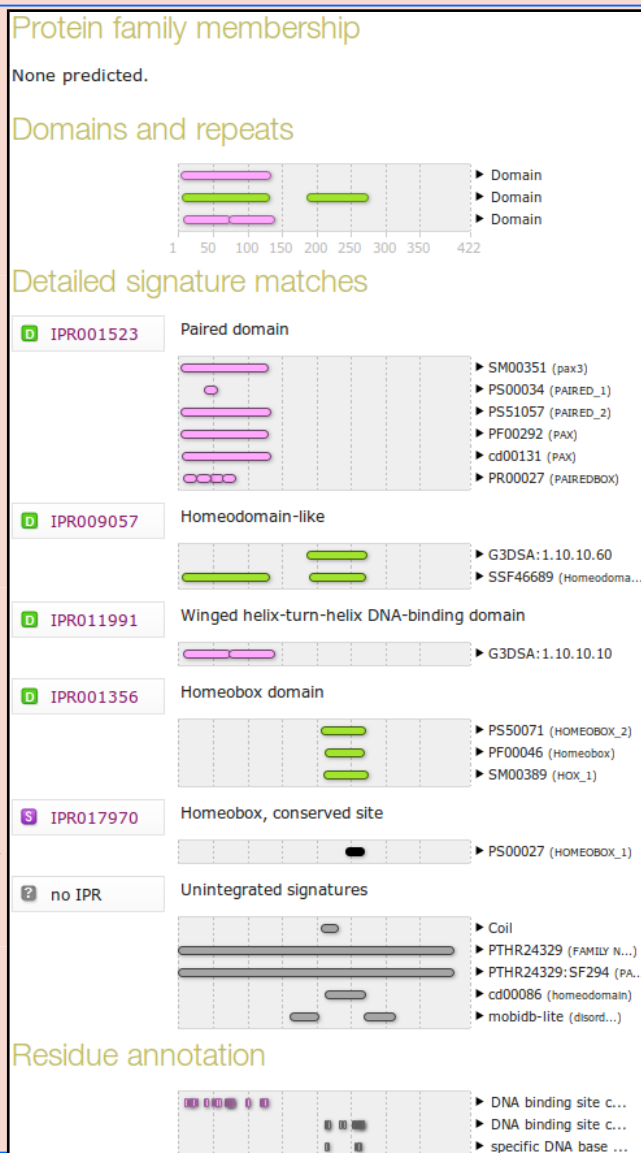 Protein family membership
None predicted.
Domains and repeats
Domain
Domain
Domain
1 50 100 150 200 250 300 350 422
Detailed signature matches
D IPR001523 Paired domain
SM00351 (pax3)
PS00034 (PAIRED_1)
PS51057 (PAIRED_2)
PF00292 (PAX)
cd00131 (PAX)
PR00027 (PAIREDBOX)
D IPR009057 Homeodomain-like
G3DSA:1.10.10.60
SSF46689 (Homeodoma...
D IPR011991 Winged helix-turn-helix DNA-binding domain
G3DSA:1.10.10.10
D IPR001356 Homeobox domain
PS50071 (HOMEOBOX_2)
PF00046 (Homeobox)
SM00389 (HOX_1)
S IPR017970 Homeobox, conserved site
PS00027 (HOMEOBOX_1)
? no IPR Unintegrated signatures
Coil
PTHR24329 (FAMILY N...)
PTHR24329:SF294 (PA...
cd00086 (homeodomain)
mobidb-lite (disord...)
Residue annotation
DNA binding site c...
DNA binding site c...
specific DNA base ...